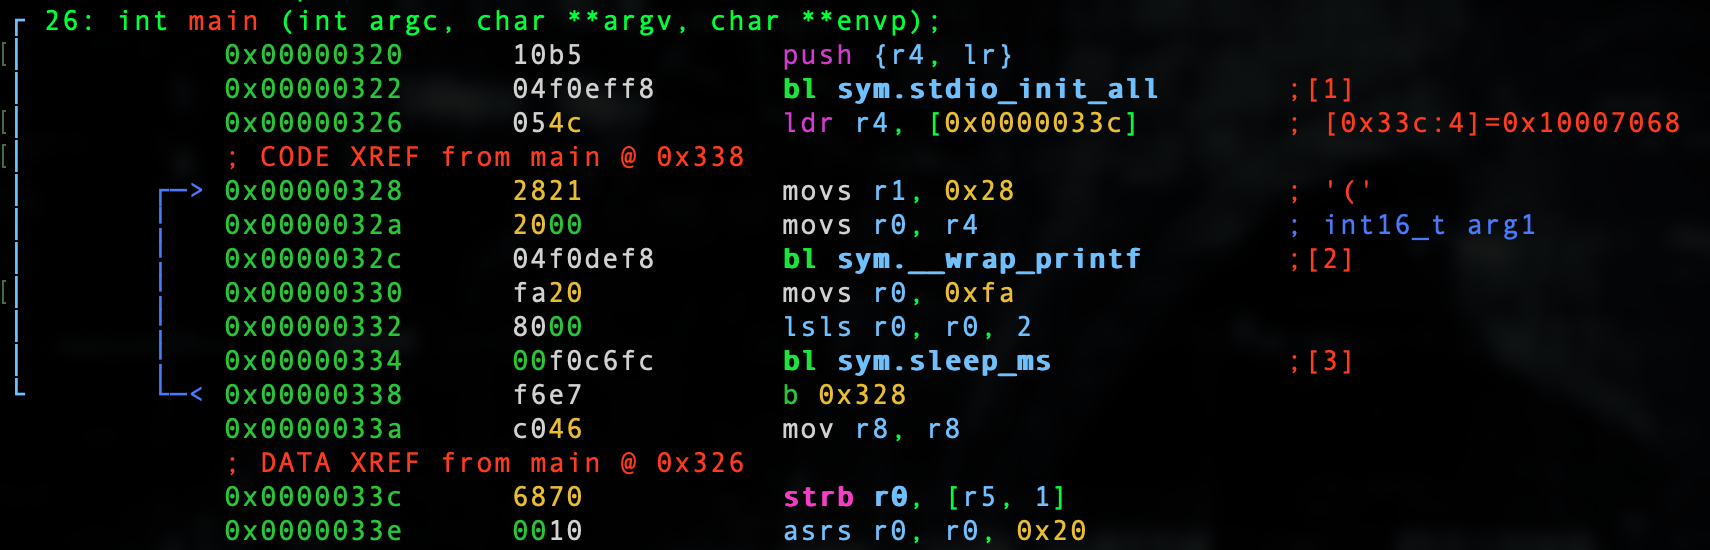 26: int main (int argc, char **argv, char **envp);
0x00000320 10b5 push {r4, lr}
0x00000322 04f0eff8 bl sym.stdio_init_all ;[1]
0x00000326 054c ldr r4, [0x0000033c] ; [0x33c:4]=0x10007068
; CODE XREF from main @ 0x338
0x00000328 2821 movs r1, 0x28 ; '('
0x0000032a 2000 movs r0, r4 ; int16_t arg1
0x0000032c 04f0def8 bl sym.__wrap_printf ;[2]
0x00000330 fa20 movs r0, 0xfa
0x00000332 8000 lsls r0, r0, 2
0x00000334 00f0c6fc bl sym.sleep_ms ;[3]
0x00000338 f6e7 b 0x328
0x0000033a c046 mov r8, r8
; DATA XREF from main @ 0x326
0x0000033c 6870 strb r0, [r5, 1]
0x0000033e 0010 asrs r0, r0, 0x20